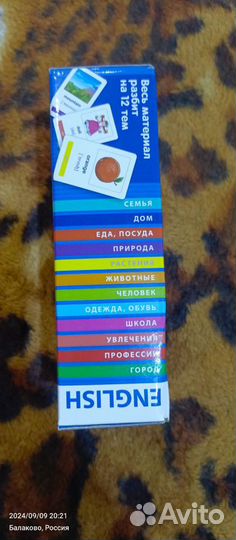 Весь материал
разбит
на 12 тем
orange
СЕМЬЯ
ДОМ
ЕДА, ПОСУДА
ПРИРОДА
РАСТЕНИЯ
ЖИВОТНЫЕ
ЧЕЛОВЕК
ОДЕЖДА, ОБУВЬ
ШКОЛА
УВЛЕЧЕНИЯ
ПРОФЕССИИ
ГОРОД
ENGLISH
2024/09/09 20:21
Балаково, Россия
Avito